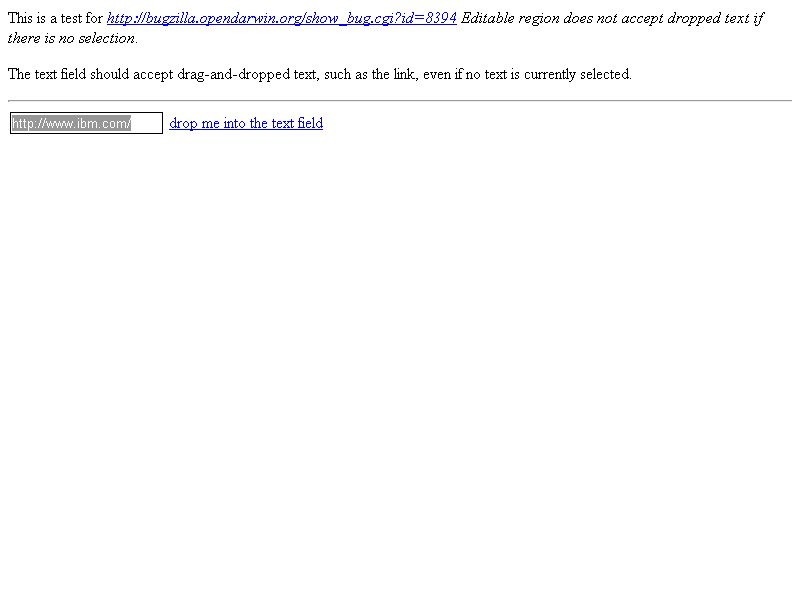 This is a test for http://bugzilla.opendarwin.org/show_bug.cgi?id=8394 Editable region does not accept dropped text if
there is no selection.
The text field should accept drag-and-dropped text, such as the link, even if no text is currently selected.
http://www.ibm.com/ drop me into the text field